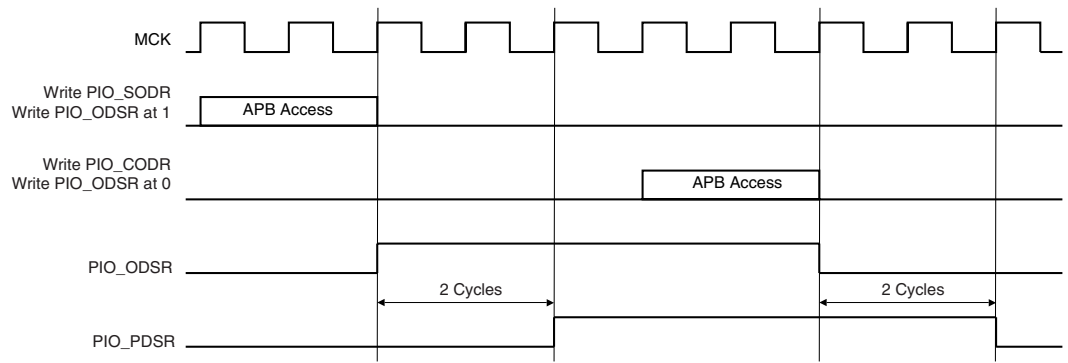 MCK
Write PIO_SODR
Write PIO_ODSR at 1
APB Access
Write PIO_CODR
Write PIO_ODSR at 0
APB Access
PIO_ODSR
2 Cycles
2 Cycles
PIO_PDSR